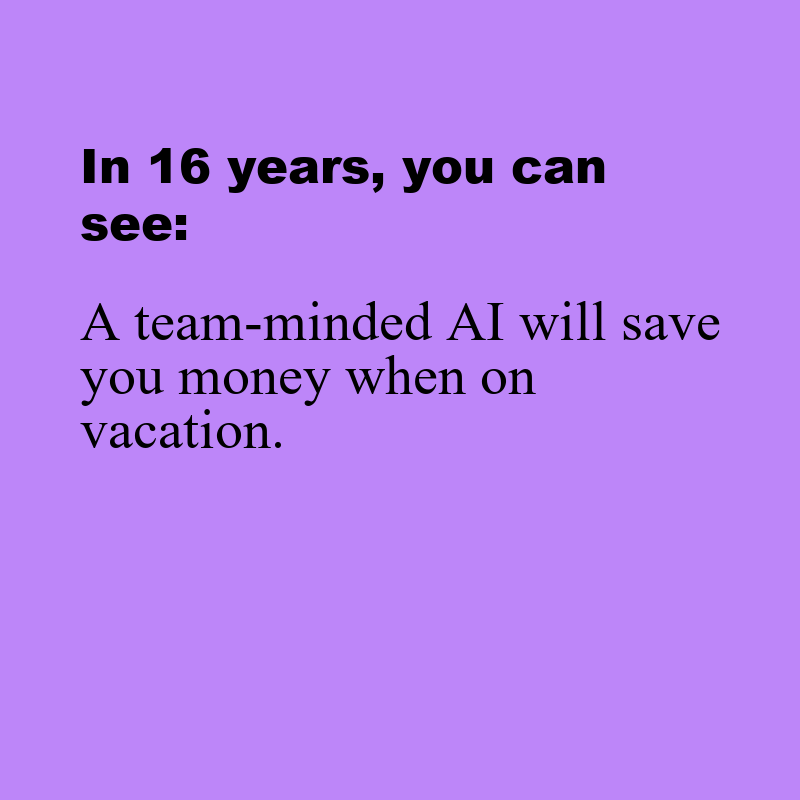 In 16 years, you can
see:
A team-minded AI will save
you money when on
vacation.